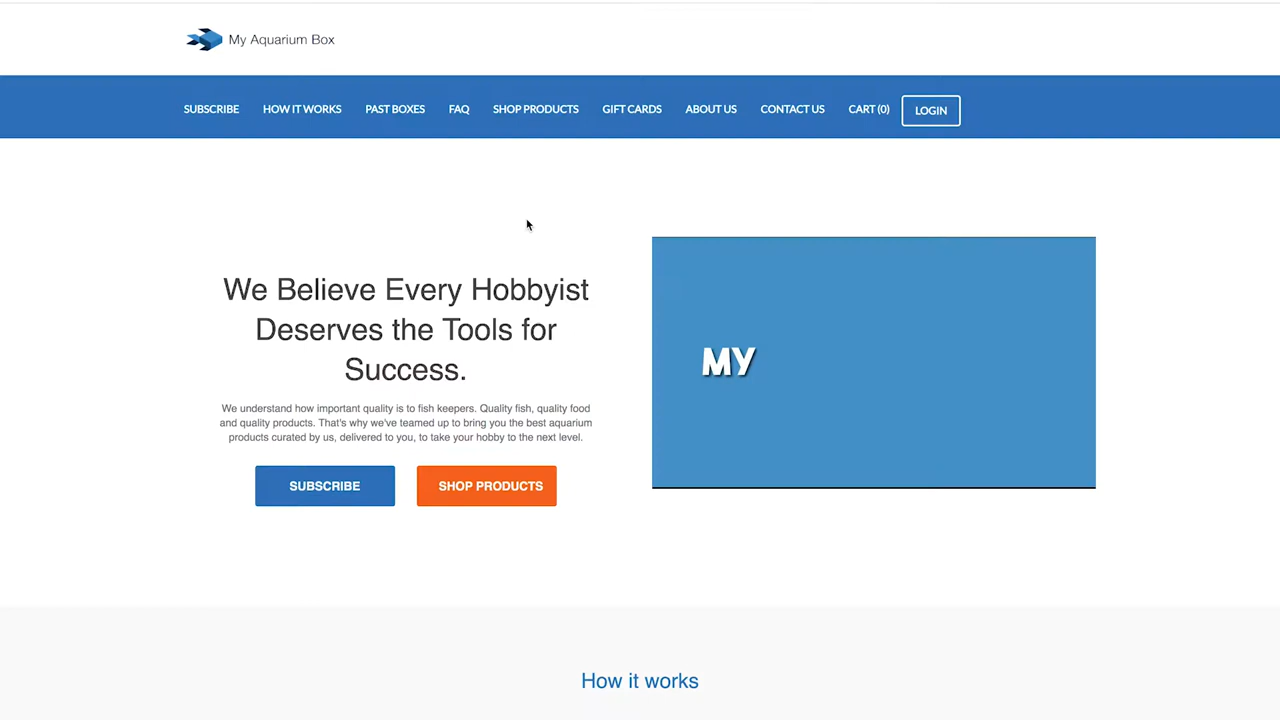 My Aquarium Box
SUBSCRIBE HOW IT WORKS PAST BOXES FAQ SHOP PRODUCTS GIFT CARDS ABOUT US CONTACT US CART (0) LOGIN
We Believe Every Hobbyist
Deserves the Tools for
Success.
We understand how important quality is to fish keepers. Quality fish, quality food
and quality products. That's why we've teamed up to bring you the best aquarium
products curated by us, delivered to you, to take your hobby to the next level.
SUBSCRIBE SHOP PRODUCTS
MY
How it works